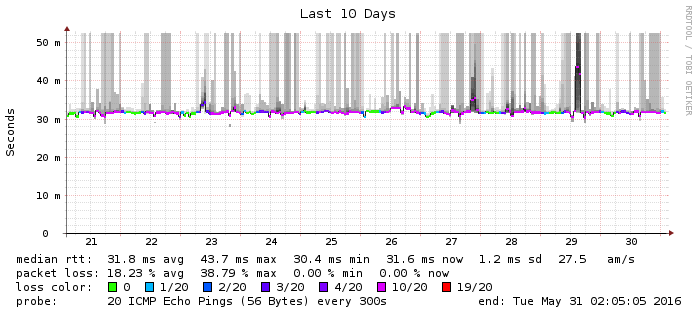 Last 10 Days
RRDTOOL / TOBI OETIKER
Seconds
50 m
40 m
30 m
20 m
10 m
0
21 22 23 24 25 26 27 28 29 30
median rtt: 31.8 ms avg 43.7 ms max 30.4 ms min 31.6 ms now 1.2 ms sd 27.5 am/s
packet loss: 18.23 % avg 38.79 % max 0.00 % min 0.00 % now
loss color: 0 1/20 2/20 3/20 4/20 10/20 19/20
probe: 20 ICMP Echo Pings (56 Bytes) every 300s end: Tue May 31 02:05:05 2016